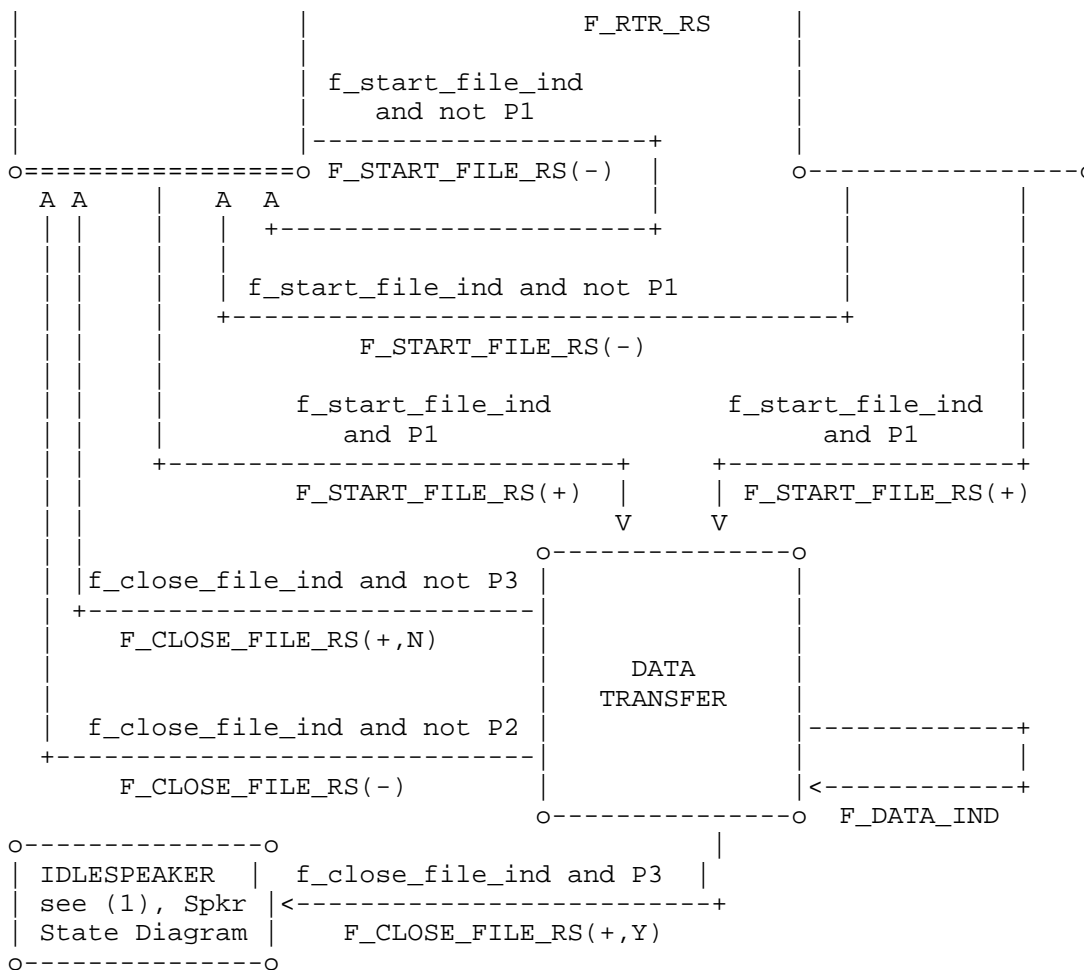 F_RTR_RS
f_start_file_ind
and not P1
F_START_FILE_RS(-)
A A A A
f_start_file_ind and not P1
F_START_FILE_RS(-)
f_start_file_ind f_start_file_ind
and P1 and P1
F_START_FILE_RS(+) F_START_FILE_RS(+)
V V
f_close_file_ind and not P3
F_CLOSE_FILE_RS(+,N)
DATA
TRANSFER
f_close_file_ind and not P2
F_CLOSE_FILE_RS(-)
F_DATA_IND
IDLESPEAKER f_close_file_ind and P3
see (1), Spkr
State Diagram F_CLOSE_FILE_RS(+,Y)